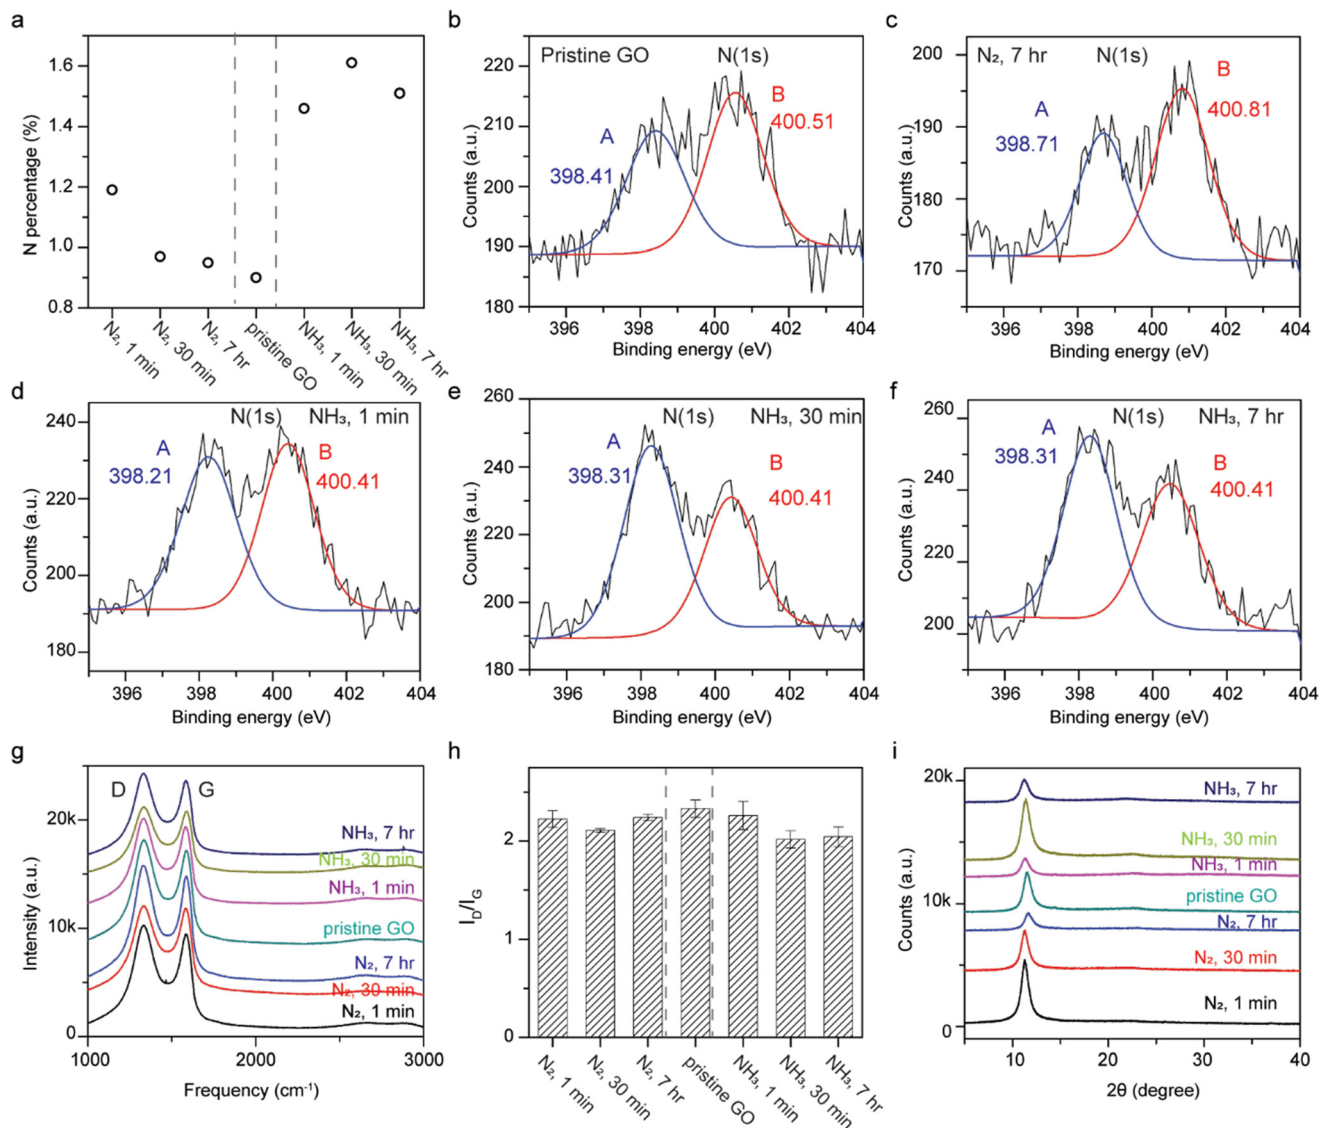 a
N percentage (%)
1.6
1.4
1.2
1.0
0.8
N₂, 1 min
N₂, 30 min
N₂, 7 hr
pristine GO
NH₃, 1 min
NH₃, 30 min
NH₃, 7 hr
b
Pristine GO N(1s)
A
398.41
B
400.51
Counts (a.u.)
220
210
200
190
180
396 398 400 402 404
Binding energy (eV)
c
N₂, 7 hr N(1s)
A
398.71
B
400.81
Counts (a.u.)
200
190
180
170
396 398 400 402 404
Binding energy (eV)
d
N(1s) NH₃, 1 min
A
398.21
B
400.41
Counts (a.u.)
240
220
200
180
396 398 400 402 404
Binding energy (eV)
e
N(1s) NH₃, 30 min
A
398.31
B
400.41
Counts (a.u.)
260
240
220
200
180
396 398 400 402 404
Binding energy (eV)
f
N(1s) NH₃, 7 hr
A
398.31
B
400.41
Counts (a.u.)
260
240
220
200
396 398 400 402 404
Binding energy (eV)
g
D G
NH₃, 7 hr
NH₃, 30 min
NH₃, 1 min
pristine GO
N₂, 7 hr
N₂, 30 min
N₂, 1 min
Intensity (a.u.)
20k
10k
0
1000 2000 3000
Frequency (cm⁻¹)
h
I_D/I_G
2
1
0
N₂, 1 min
N₂, 30 min
N₂, 7 hr
pristine GO
NH₃, 1 min
NH₃, 30 min
NH₃, 7 hr
i
NH₃, 7 hr
NH₃, 30 min
NH₃, 1 min
pristine GO
N₂, 7 hr
N₂, 30 min
N₂, 1 min
Counts (a.u.)
20k
10k
0
10 20 30 40
2θ (degree)